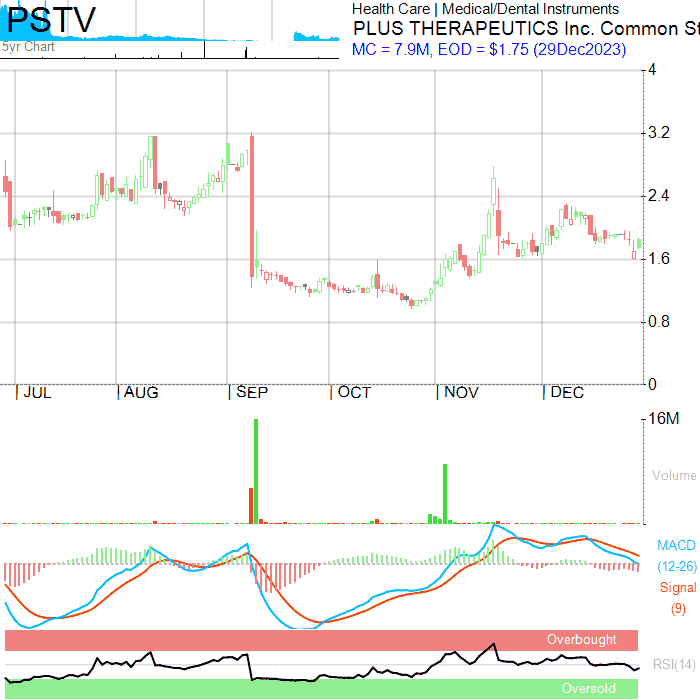 PSTV
5yr Chart
Health Care | Medical/Dental Instruments
PLUS THERAPEUTICS Inc. Common St
MC = 7.9M, EOD = $1.75 (29Dec2023)
4
3.2
2.4
1.6
0.8
0
JUL AUG SEP OCT NOV DEC
16M
Volume
MACD
(12-26)
Signal
(9)
Overbought
RSI(14)
Oversold